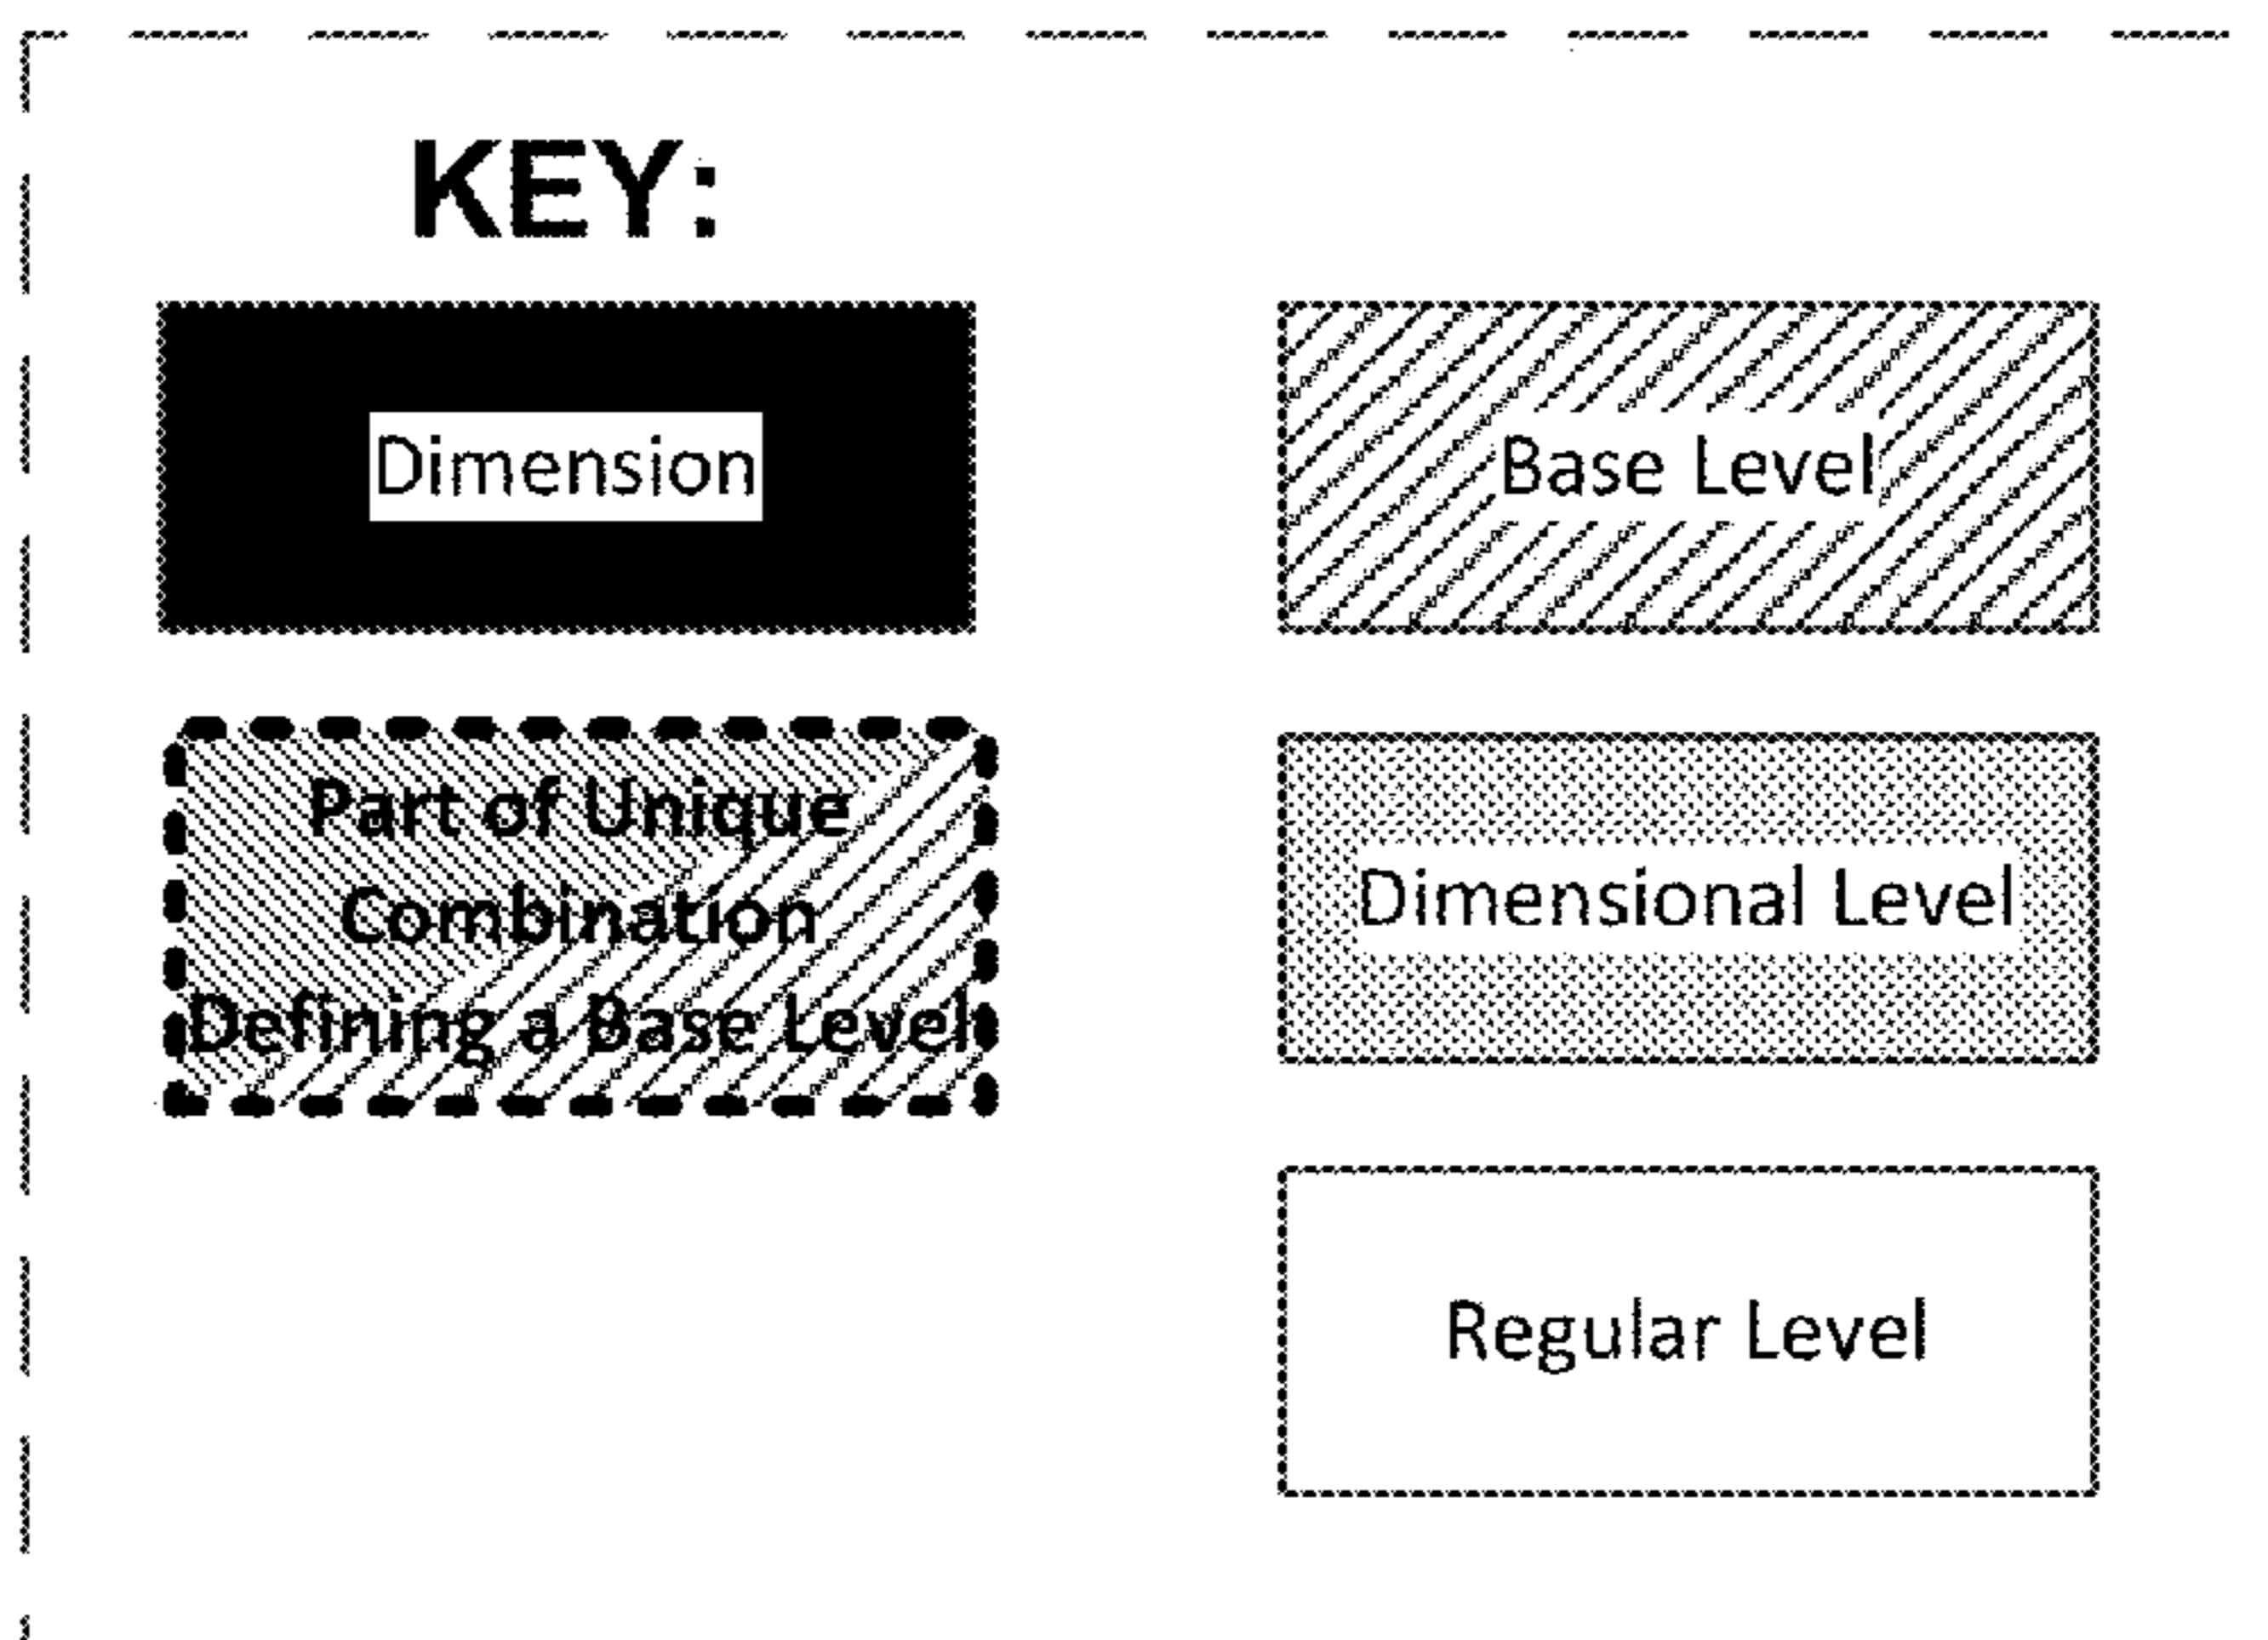 KEY:
Dimension
Base Level
Part of Unique
Combination
Defining a Base Level
Dimensional Level
Regular Level